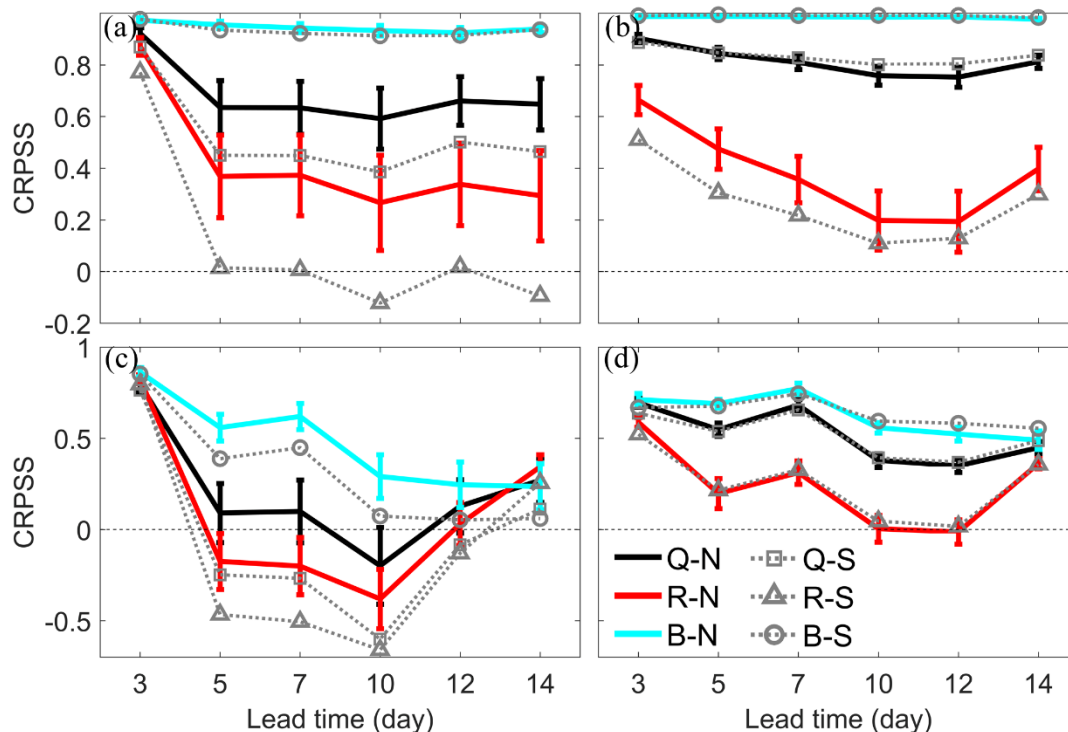 (a)
(b)
CRPSS
0.8
0.6
0.4
0.2
0
-0.2
(c)
(d)
CRPSS
1
0.5
0
-0.5
Q-N
Q-S
R-N
R-S
B-N
B-S
3 5 7 10 12 14
3 5 7 10 12 14
Lead time (day)
Lead time (day)